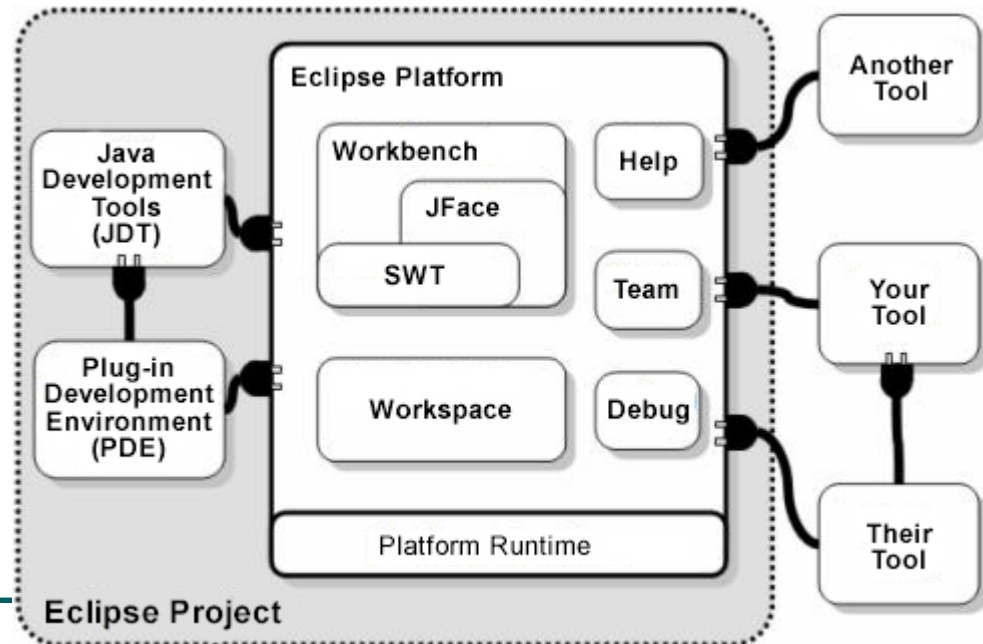 Eclipse Platform
Another
Tool
Java
Development
Tools
(JDT)
Workbench
JFace
SWT
Help
Team
Your
Tool
Plug-in
Development
Environment
(PDE)
Workspace
Debug
Their
Tool
Platform Runtime
Eclipse Project